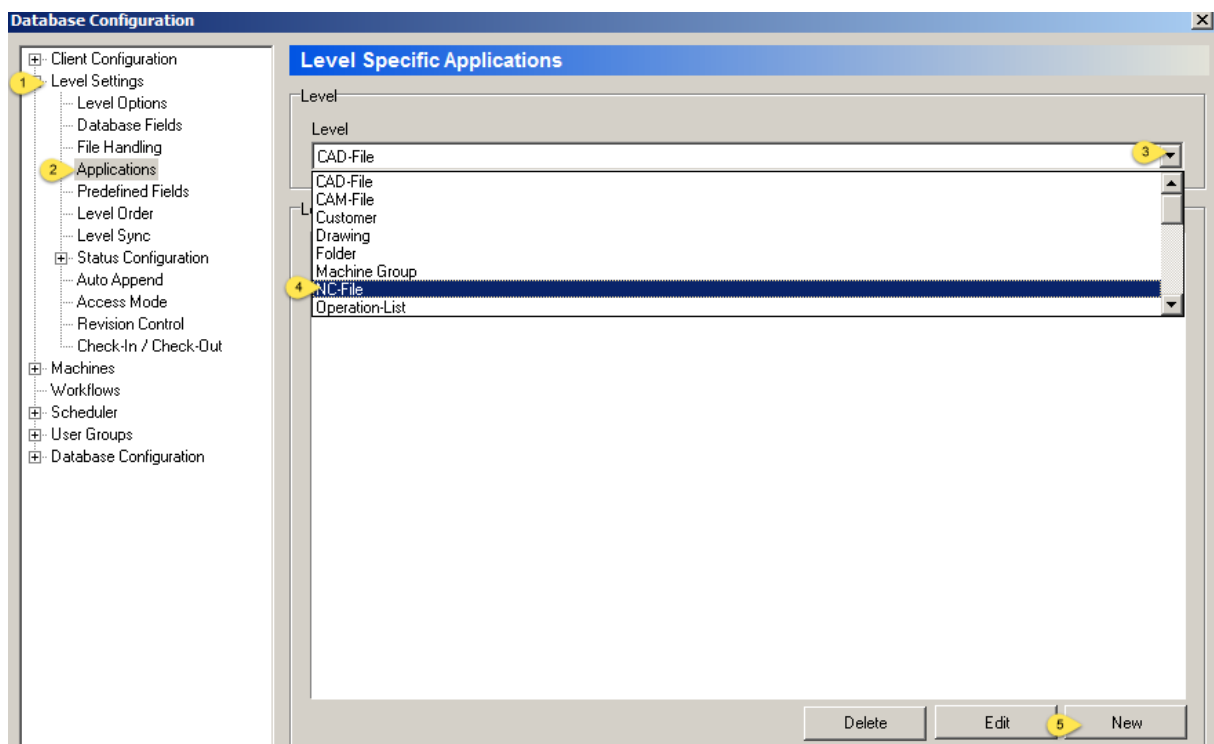 Database Configuration
Client Configuration
1 Level Settings
Level Options
Database Fields
File Handling
2 Applications
Predefined Fields
Level Order
Level Sync
Status Configuration
Auto Append
Access Mode
Revision Control
Check-In / Check-Out
Machines
Workflows
Scheduler
User Groups
Database Configuration
Level Specific Applications
Level
Level
CAD-File 3
CAD-File
CAM-File
Customer
Drawing
Folder
Machine Group
4 NC-File
Operation-List
Delete Edit 5 New